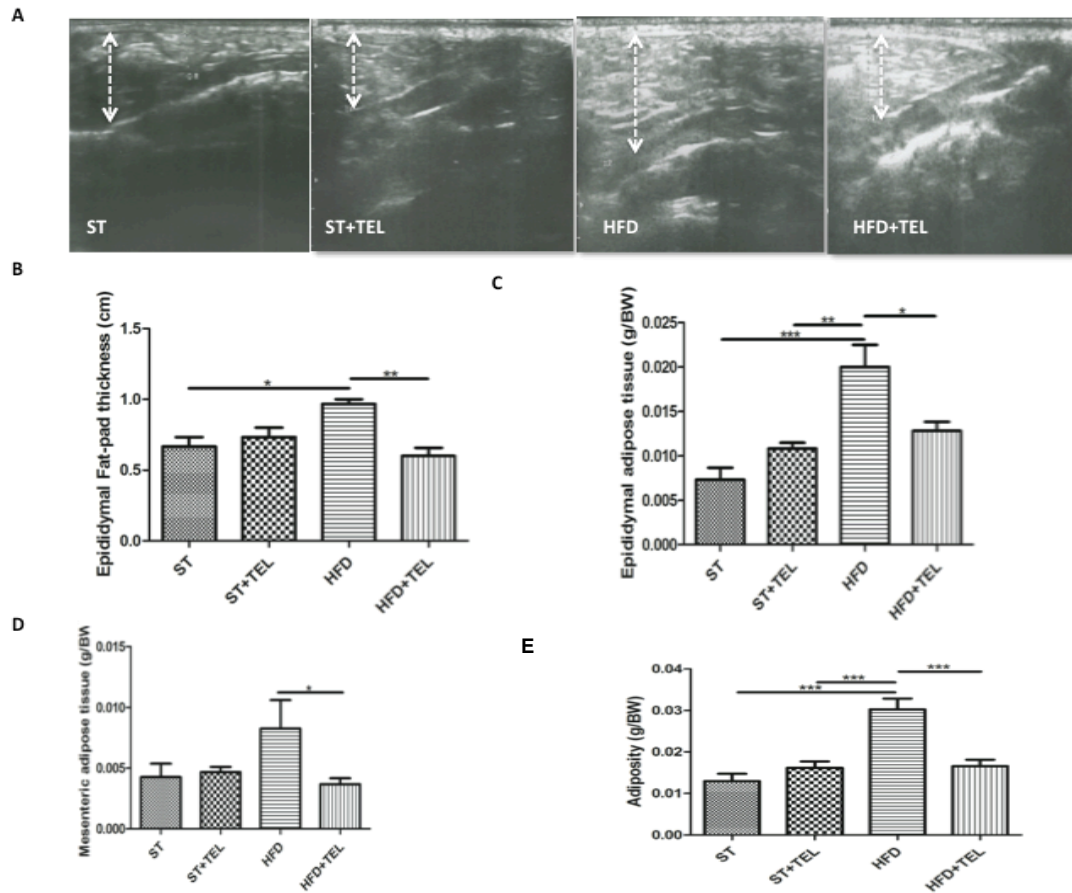 A
ST
ST+TEL
HFD
HFD+TEL
B
Epididymal Fat-pad thickness (cm)
1.5
1.0
0.5
0.0
*
**
ST
ST+TEL
HFD
HFD+TEL
C
Epididymal adipose tissue (g/BW)
0.025
0.020
0.015
0.010
0.005
0.000
***
**
*
ST
ST+TEL
HFD
HFD+TEL
D
Mesenteric adipose tissue (g/BW
0.015
0.010
0.005
0.000
*
ST
ST+TEL
HFD
HFD+TEL
E
Adiposity (g/BW)
0.04
0.03
0.02
0.01
0.00
***
***
***
ST
ST+TEL
HFD
HFD+TEL